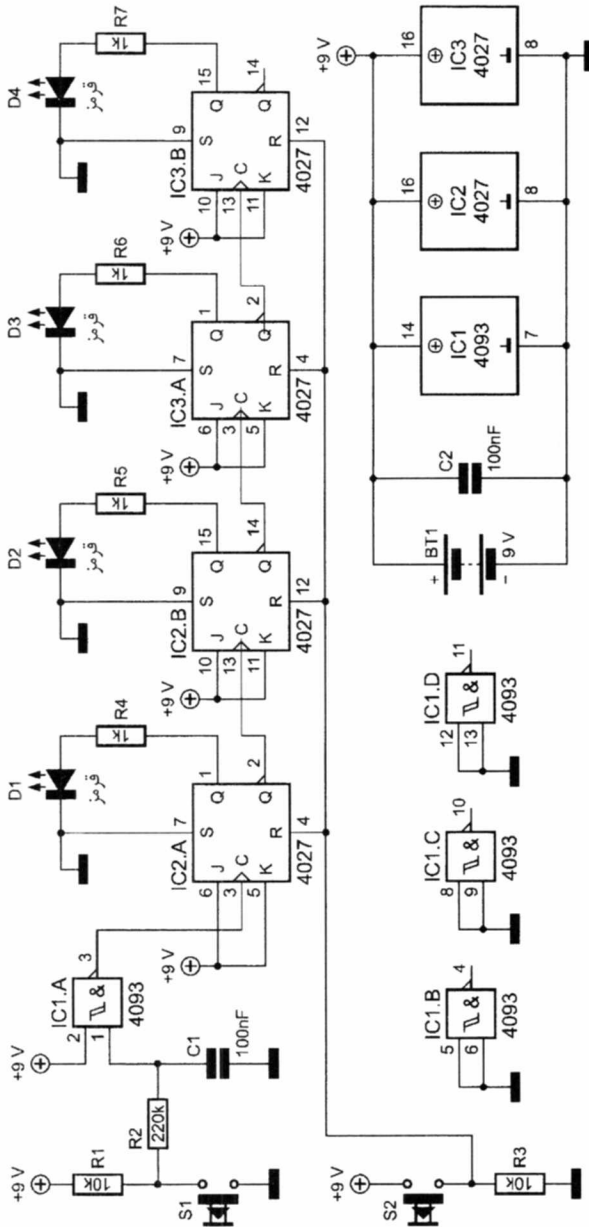 +9 V
R1
10k
S1
R2
220k
C1
100nF
+9 V
2
1
IC1.A
&
4093
3
+9 V
D1
قرمز
R4
1k
IC2.A
6
3
5
7
J
C
K
S
Q
Q
R
1
2
4
4027
+9 V
D2
قرمز
R5
1k
IC2.B
10
13
11
9
J
C
K
S
Q
Q
R
15
14
12
4027
+9 V
D3
قرمز
R6
1k
IC3.A
6
3
5
7
J
C
K
S
Q
Q
R
1
2
4
4027
+9 V
D4
قرمز
R7
1k
IC3.B
10
13
11
9
J
C
K
S
Q
Q
R
15
14
12
4027
+9 V
S2
R3
10k
IC1.B
5
6
&
4
4093
IC1.C
8
9
&
10
4093
IC1.D
12
13
&
11
4093
+
BT1
–
9 V
C2
100nF
14
IC1
4093
7
16
IC2
4027
8
+9 V
16
IC3
4027
8